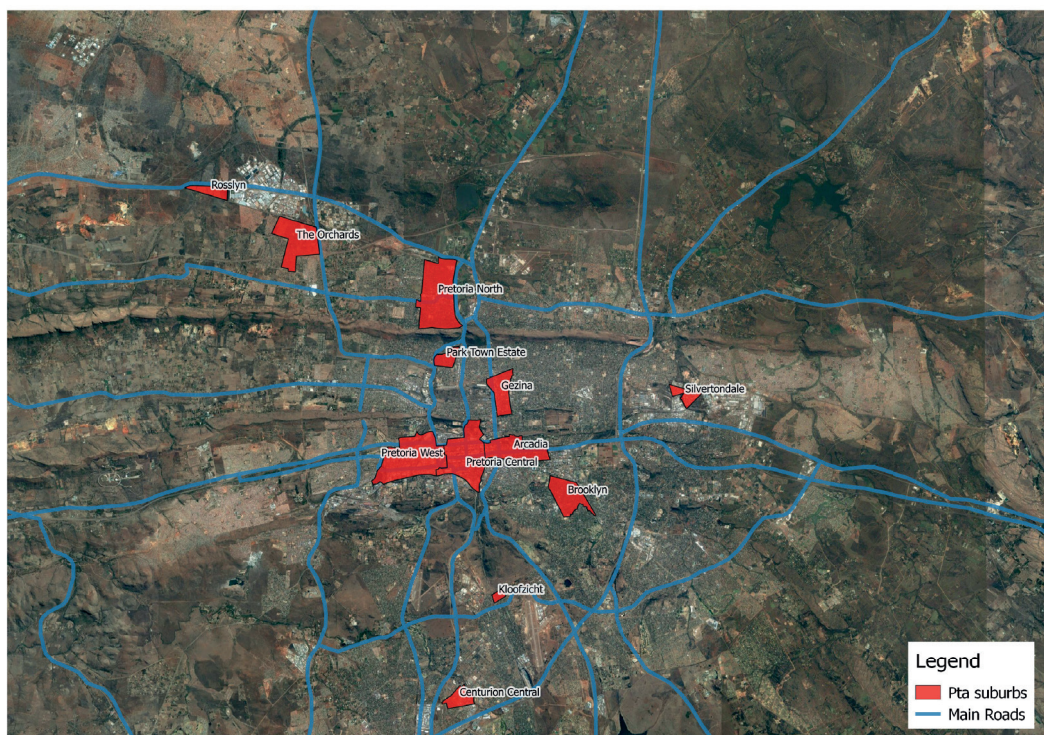 Rosslyn
The Orchards
Pretoria North
Park Town Estate
Gezina
Silvertondale
Arcadia
Pretoria West
Pretoria Central
Brooklyn
Kloofzicht
Centurion Central
Legend
Pta suburbs
Main Roads